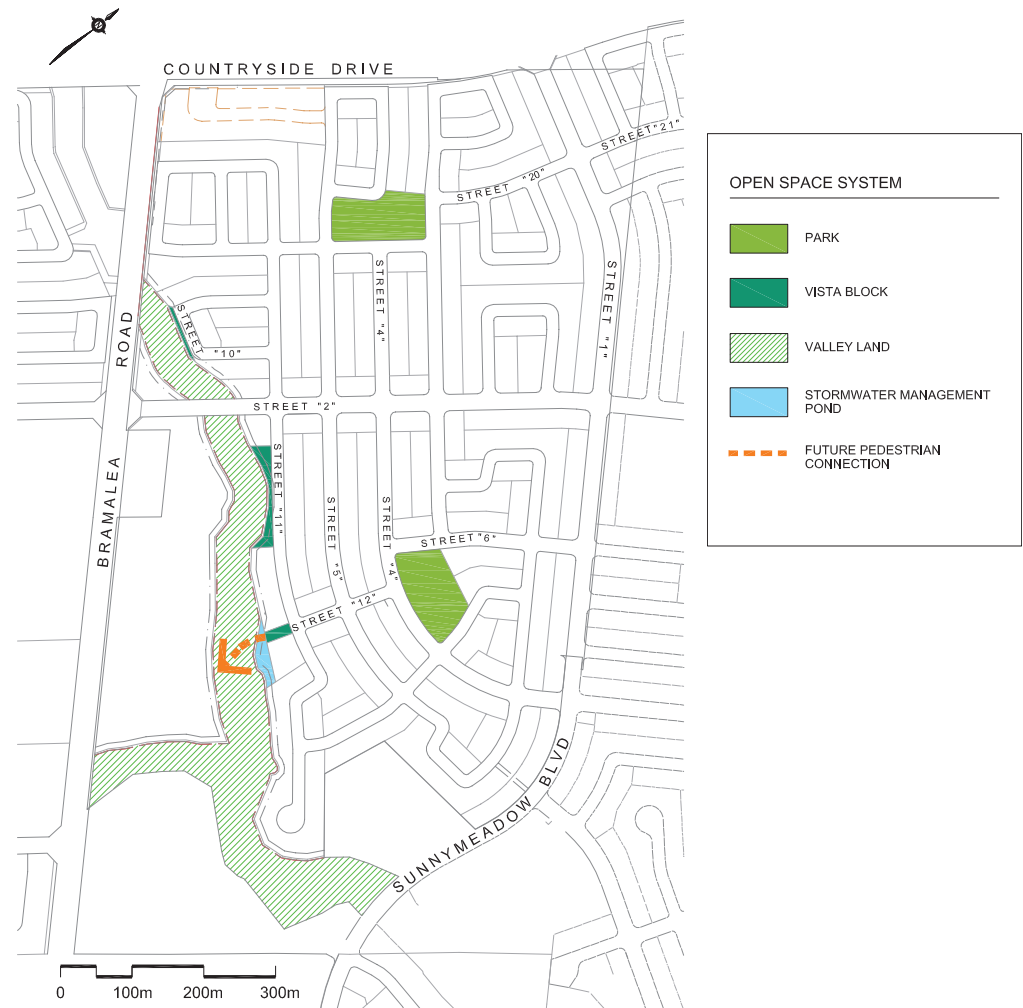 COUNTRYSIDE DRIVE
STREET "21"
STREET "20"
STREET "4"
STREET "1"
STREET "10"
BRAMALEA ROAD
STREET "2"
STREET "11"
STREET "5"
STREET "4"
STREET "6"
STREET "12"
SUNNYMEADOW BLVD
0 100m 200m 300m
OPEN SPACE SYSTEM
PARK
VISTA BLOCK
VALLEY LAND
STORMWATER MANAGEMENT
POND
FUTURE PEDESTRIAN
CONNECTION